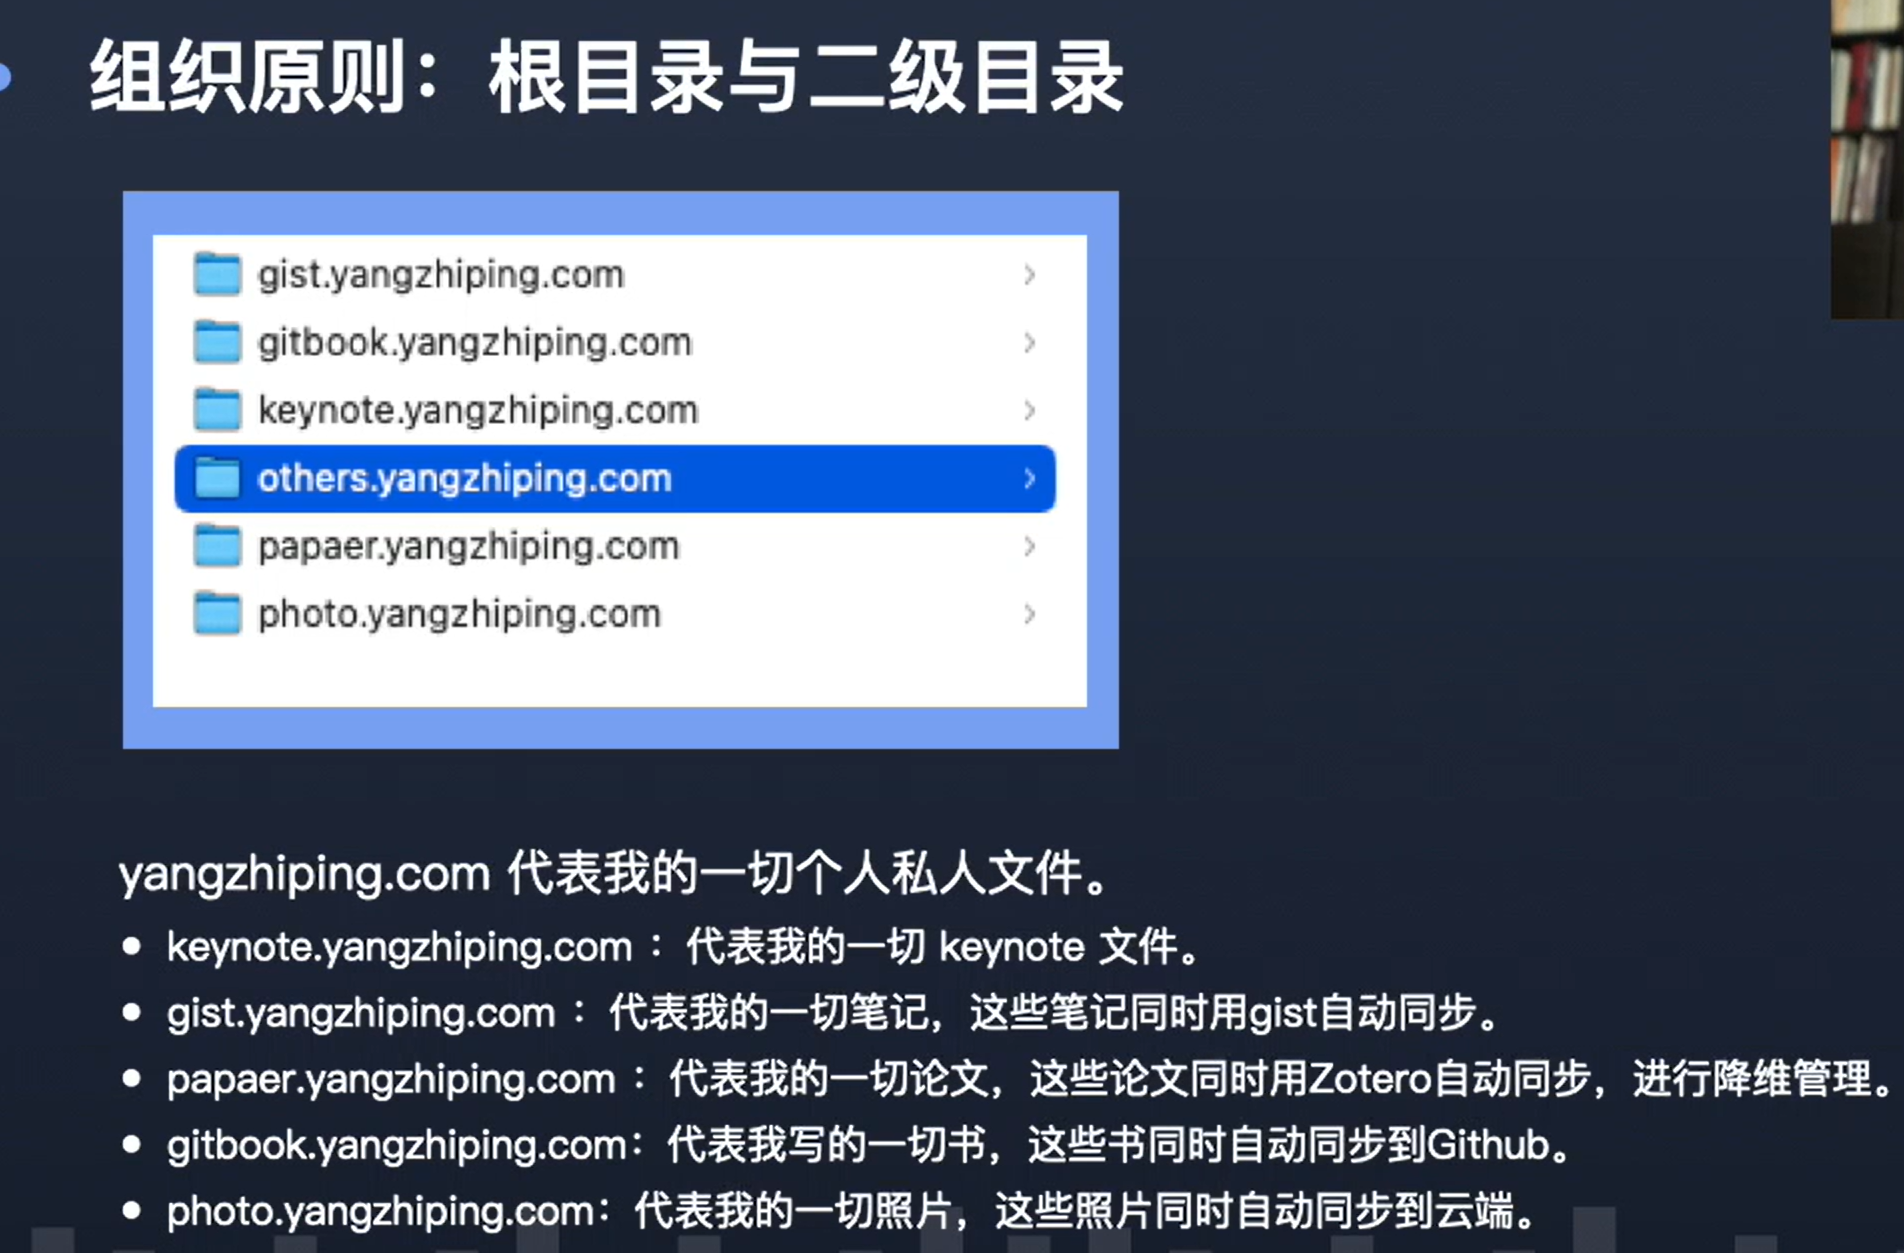 组织原则：根目录与二级目录
gist.yangzhiping.com
gitbook.yangzhiping.com
keynote.yangzhiping.com
others.yangzhiping.com
papaer.yangzhiping.com
photo.yangzhiping.com
yangzhiping.com 代表我的一切个人私人文件。
• keynote.yangzhiping.com ：代表我的一切 keynote 文件。
• gist.yangzhiping.com ：代表我的一切笔记，这些笔记同时用gist自动同步。
• papaer.yangzhiping.com ：代表我的一切论文，这些论文同时用Zotero自动同步，进行降维管理。
• gitbook.yangzhiping.com：代表我写的一切书，这些书同时自动同步到Github。
• photo.yangzhiping.com：代表我的一切照片，这些照片同时自动同步到云端。